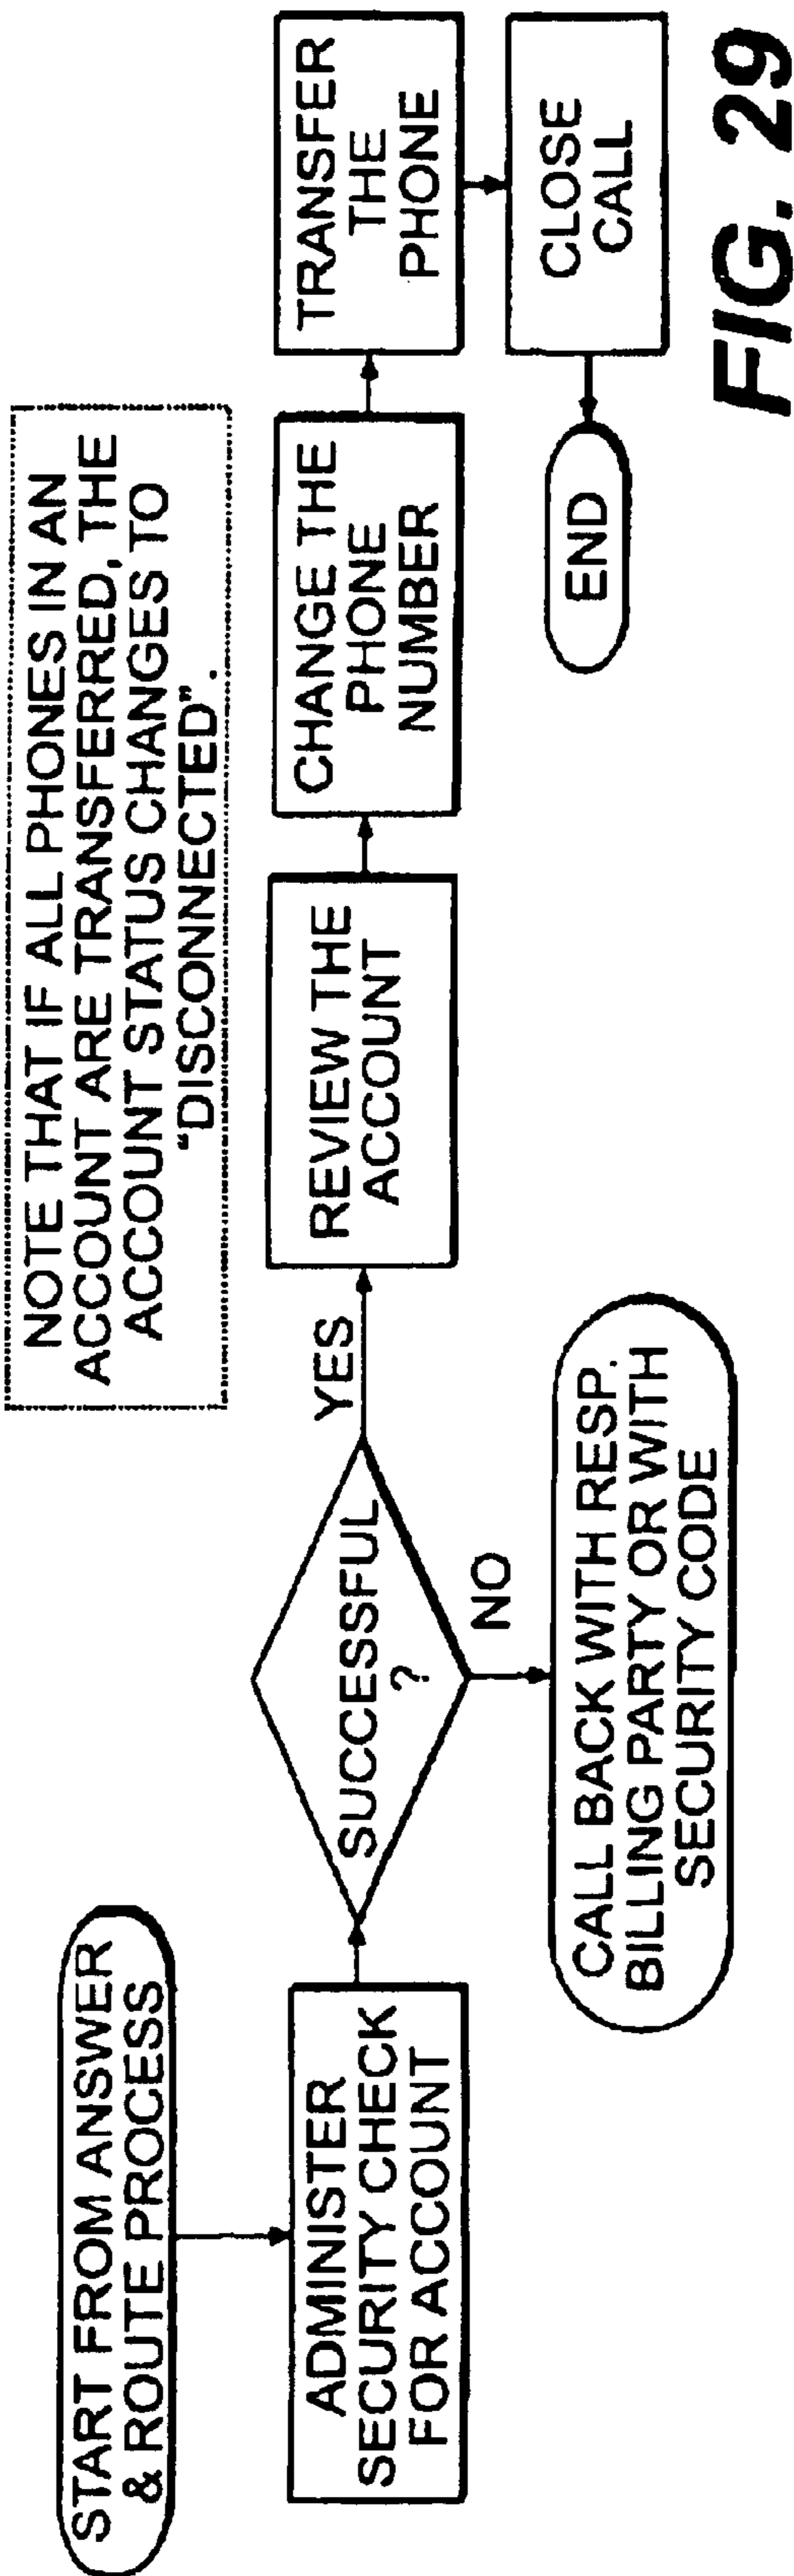 START FROM ANSWER
& ROUTE PROCESS
ADMINISTER
SECURITY CHECK
FOR ACCOUNT
SUCCESSFUL
?
YES
NO
CALL BACK WITH RESP.
BILLING PARTY OR WITH
SECURITY CODE
NOTE THAT IF ALL PHONES IN AN
ACCOUNT ARE TRANSFERRED, THE
ACCOUNT STATUS CHANGES TO
"DISCONNECTED".
REVIEW THE
ACCOUNT
CHANGE THE
PHONE
NUMBER
TRANSFER
THE
PHONE
CLOSE
CALL
END
FIG. 29